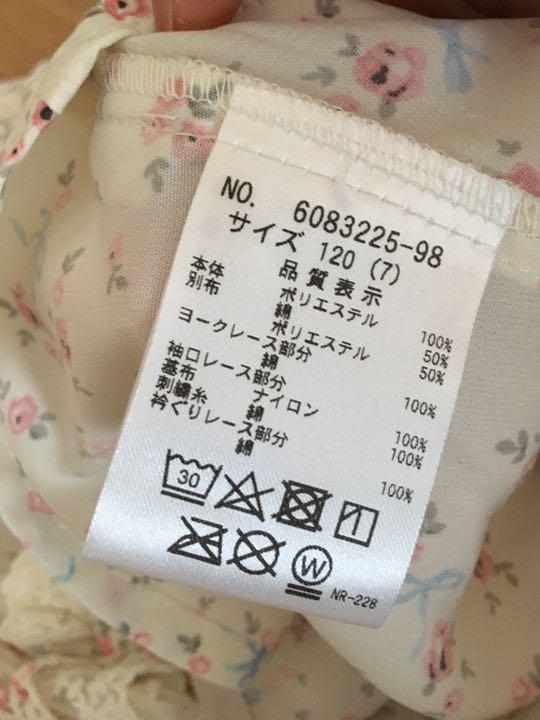 NO. 6083225-98
サイズ 120 (7)
品質表示
本体 ポリエステル 100%
別布 綿 50%
ポリエステル 50%
ヨークレース部分
綿 100%
袖口レース部分
基布 ナイロン 100%
刺繍糸 綿 100%
衿ぐりレース部分
綿 100%
30
W
NR-228